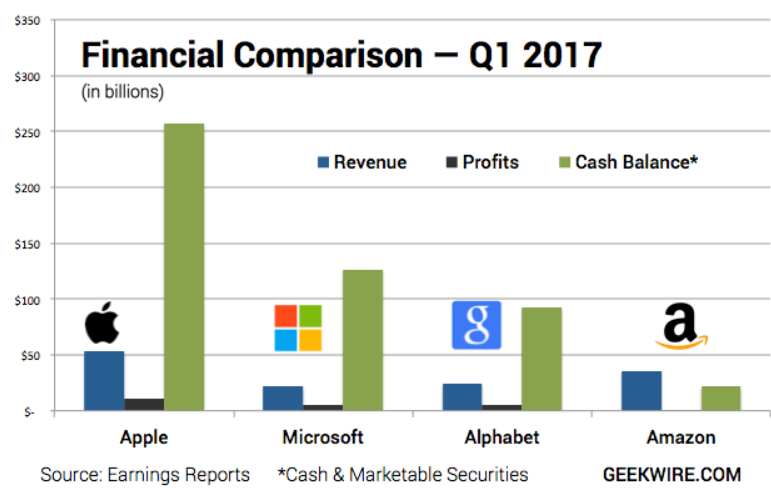 $350
Financial Comparison — Q1 2017
$300
(in billions)
$250
Revenue Profits Cash Balance*
$200
$150
$100
g a
$50
$-
Apple Microsoft Alphabet Amazon
Source: Earnings Reports *Cash & Marketable Securities GEEKWIRE.COM